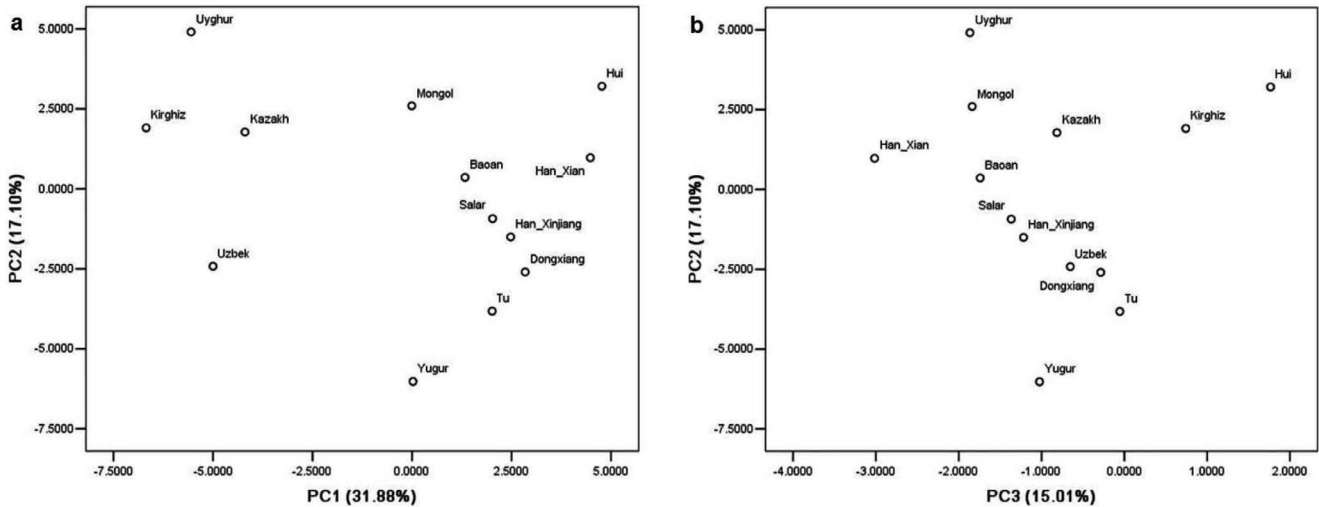 a
5.0000
2.5000
0.0000
-2.5000
-5.0000
-7.5000
PC2 (17.10%)
Uyghur
Hui
Mongol
Kirghiz
Kazakh
Han_Xian
Baoan
Salar
Han_Xinjiang
Uzbek
Dongxiang
Tu
Yugur
-7.5000 -5.0000 -2.5000 0.0000 2.5000 5.0000
PC1 (31.88%)
b
5.0000
2.5000
0.0000
-2.5000
-5.0000
-7.5000
PC2 (17.10%)
Uyghur
Hui
Mongol
Kirghiz
Kazakh
Han_Xian
Baoan
Salar
Han_Xinjiang
Uzbek
Dongxiang
Tu
Yugur
-4.0000 -3.0000 -2.0000 -1.0000 0.0000 1.0000 2.0000
PC3 (15.01%)